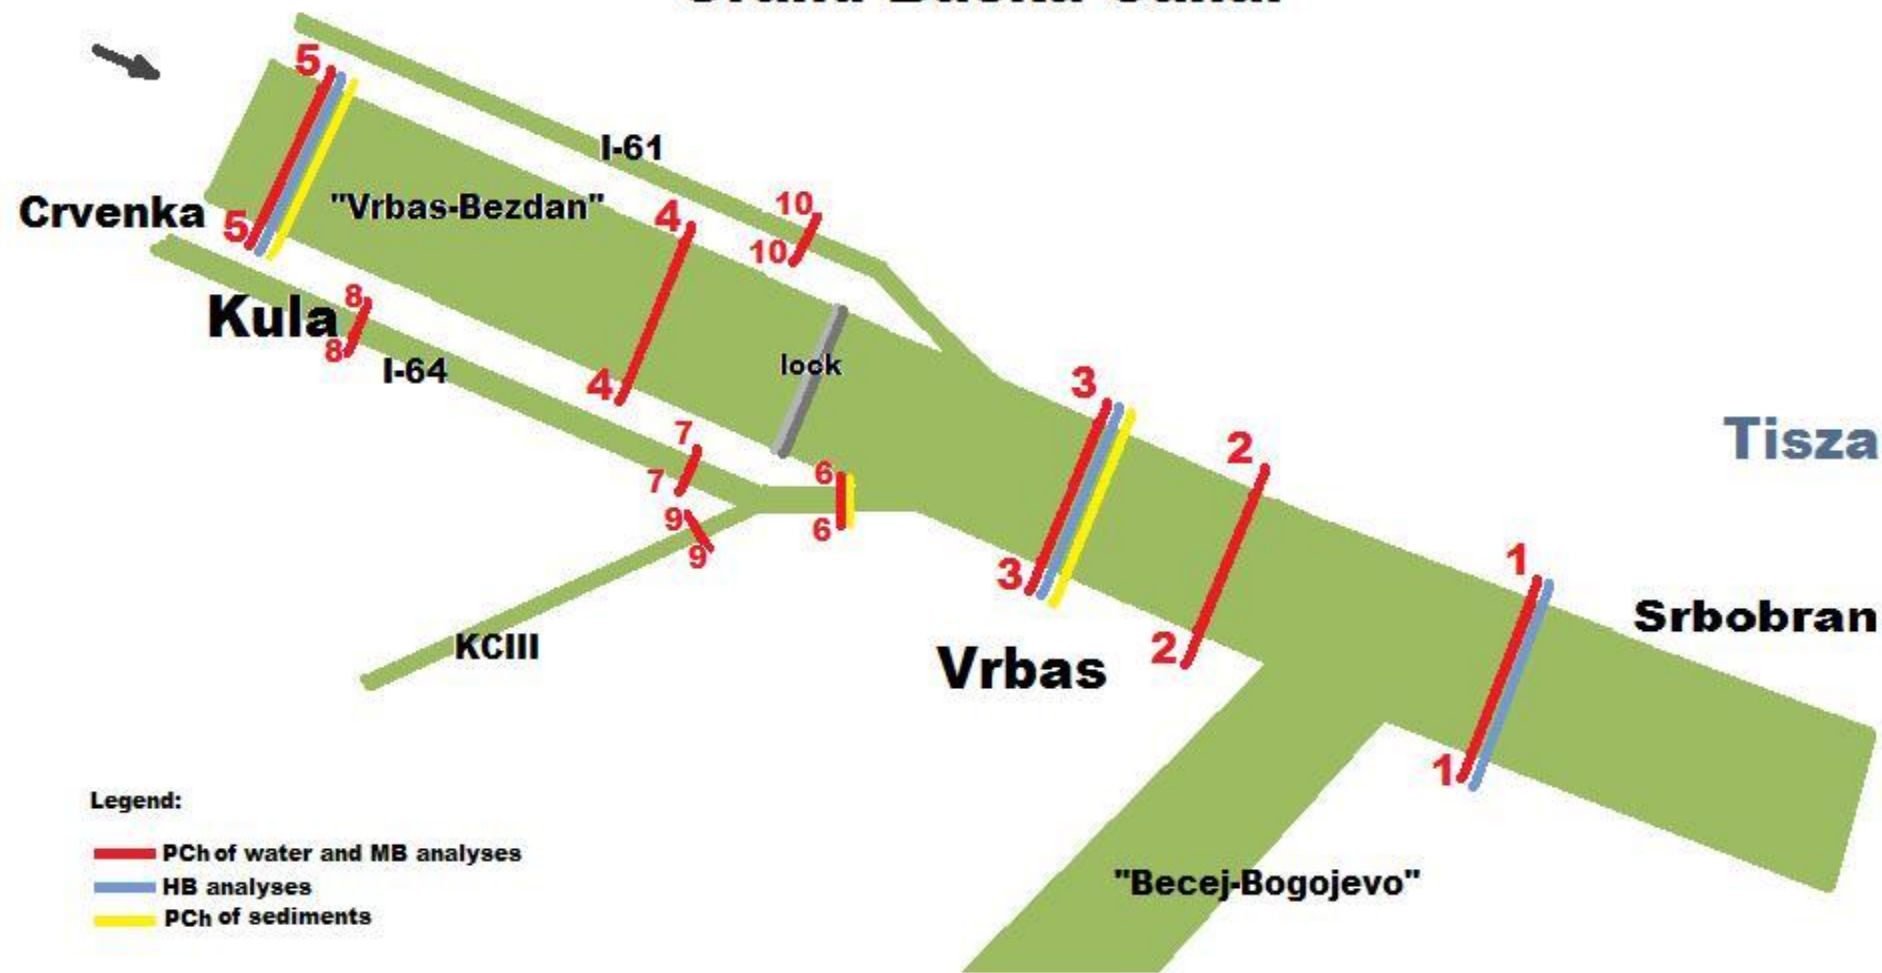 5
I-61
10
Crvenka
"Vrbas-Bezdan"
4
5
10
Kula
8
8
I-64
4
lock
3
7
7
6
9
6
9
2
Tisza
3
1
Srbobran
KCIII
Vrbas
2
1
"Becej-Bogojevo"
Legend:
PCh of water and MB analyses
HB analyses
PCh of sediments